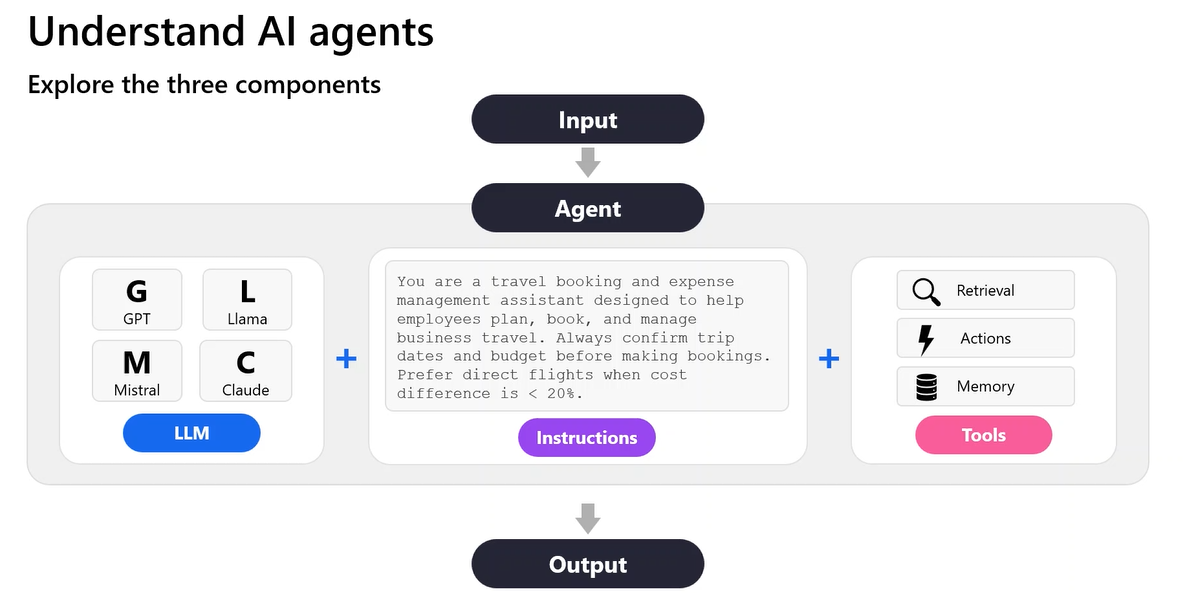 Understand AI agents
Explore the three components
Input
Agent
G
GPT
L
Llama
M
Mistral
C
Claude
LLM
+
You are a travel booking and expense
management assistant designed to help
employees plan, book, and manage
business travel. Always confirm trip
dates and budget before making bookings.
Prefer direct flights when cost
difference is < 20%.
Instructions
+
Retrieval
Actions
Memory
Tools
Output